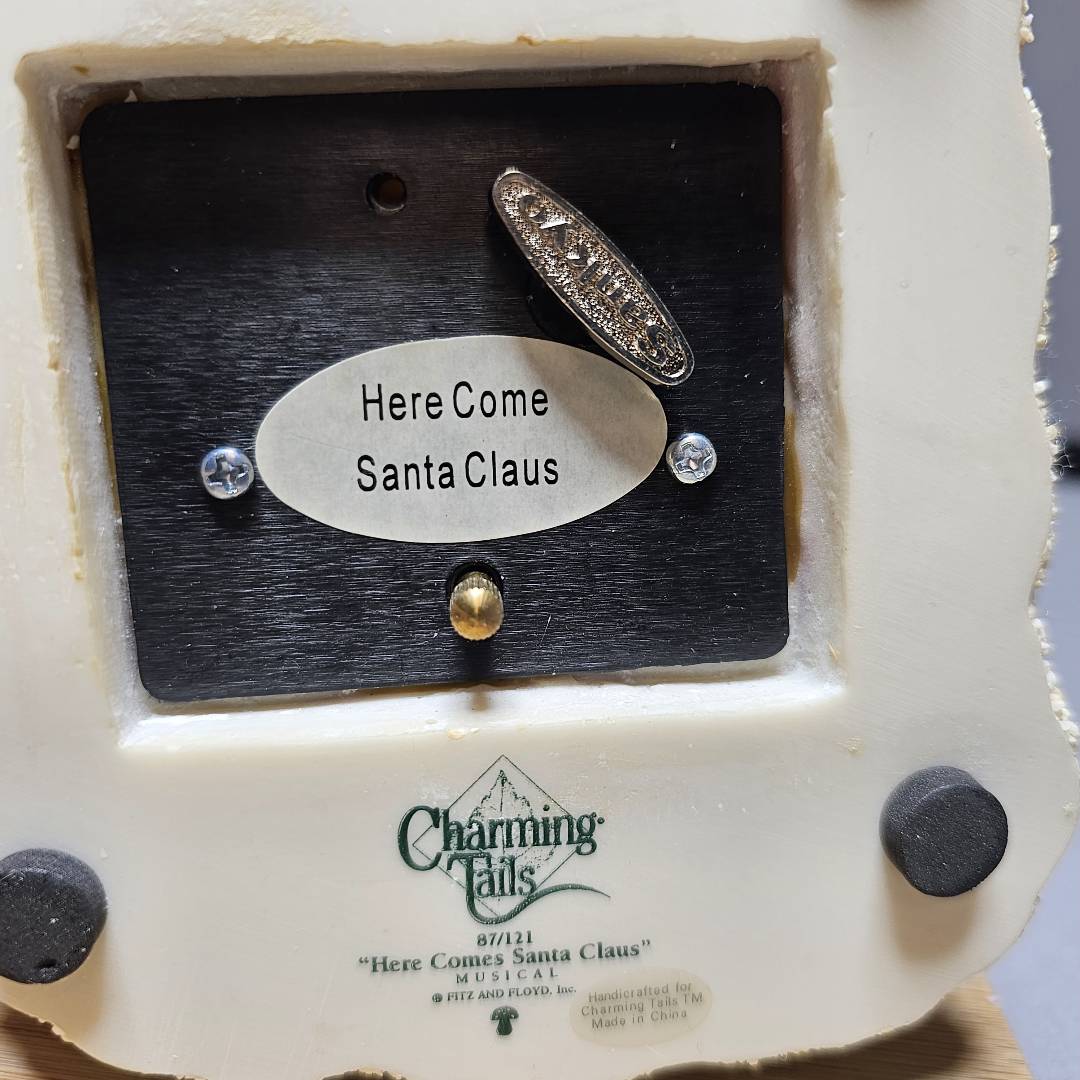 Sankyo
Here Come
Santa Claus
Charming
Tails
87/121
“Here Comes Santa Claus”
MUSICAL
® FITZ AND FLOYD, Inc.
Handicrafted for
Charming Tails TM
Made in China